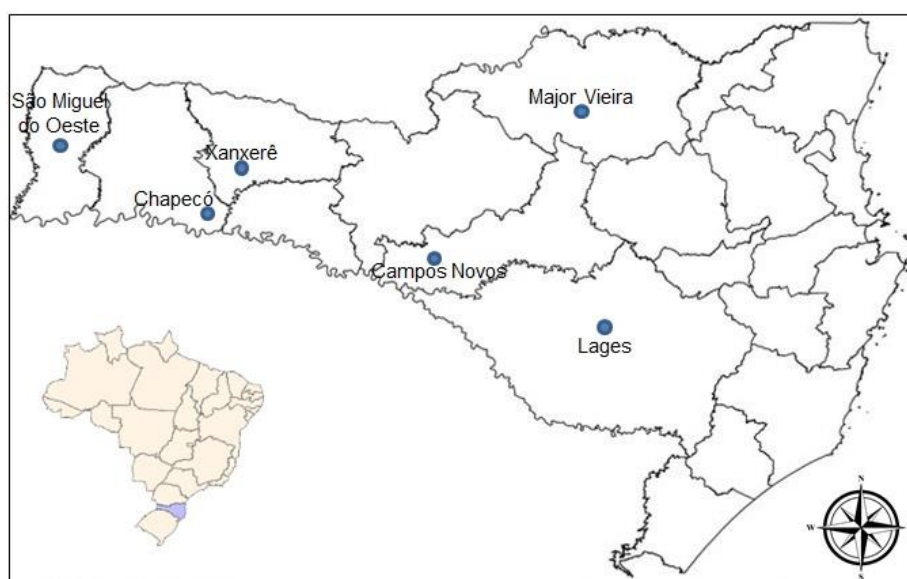 São Miguel
do Oeste
Major Vieira
Xanxerê
Chapecó
Campos Novos
Lages
N
W
E
S